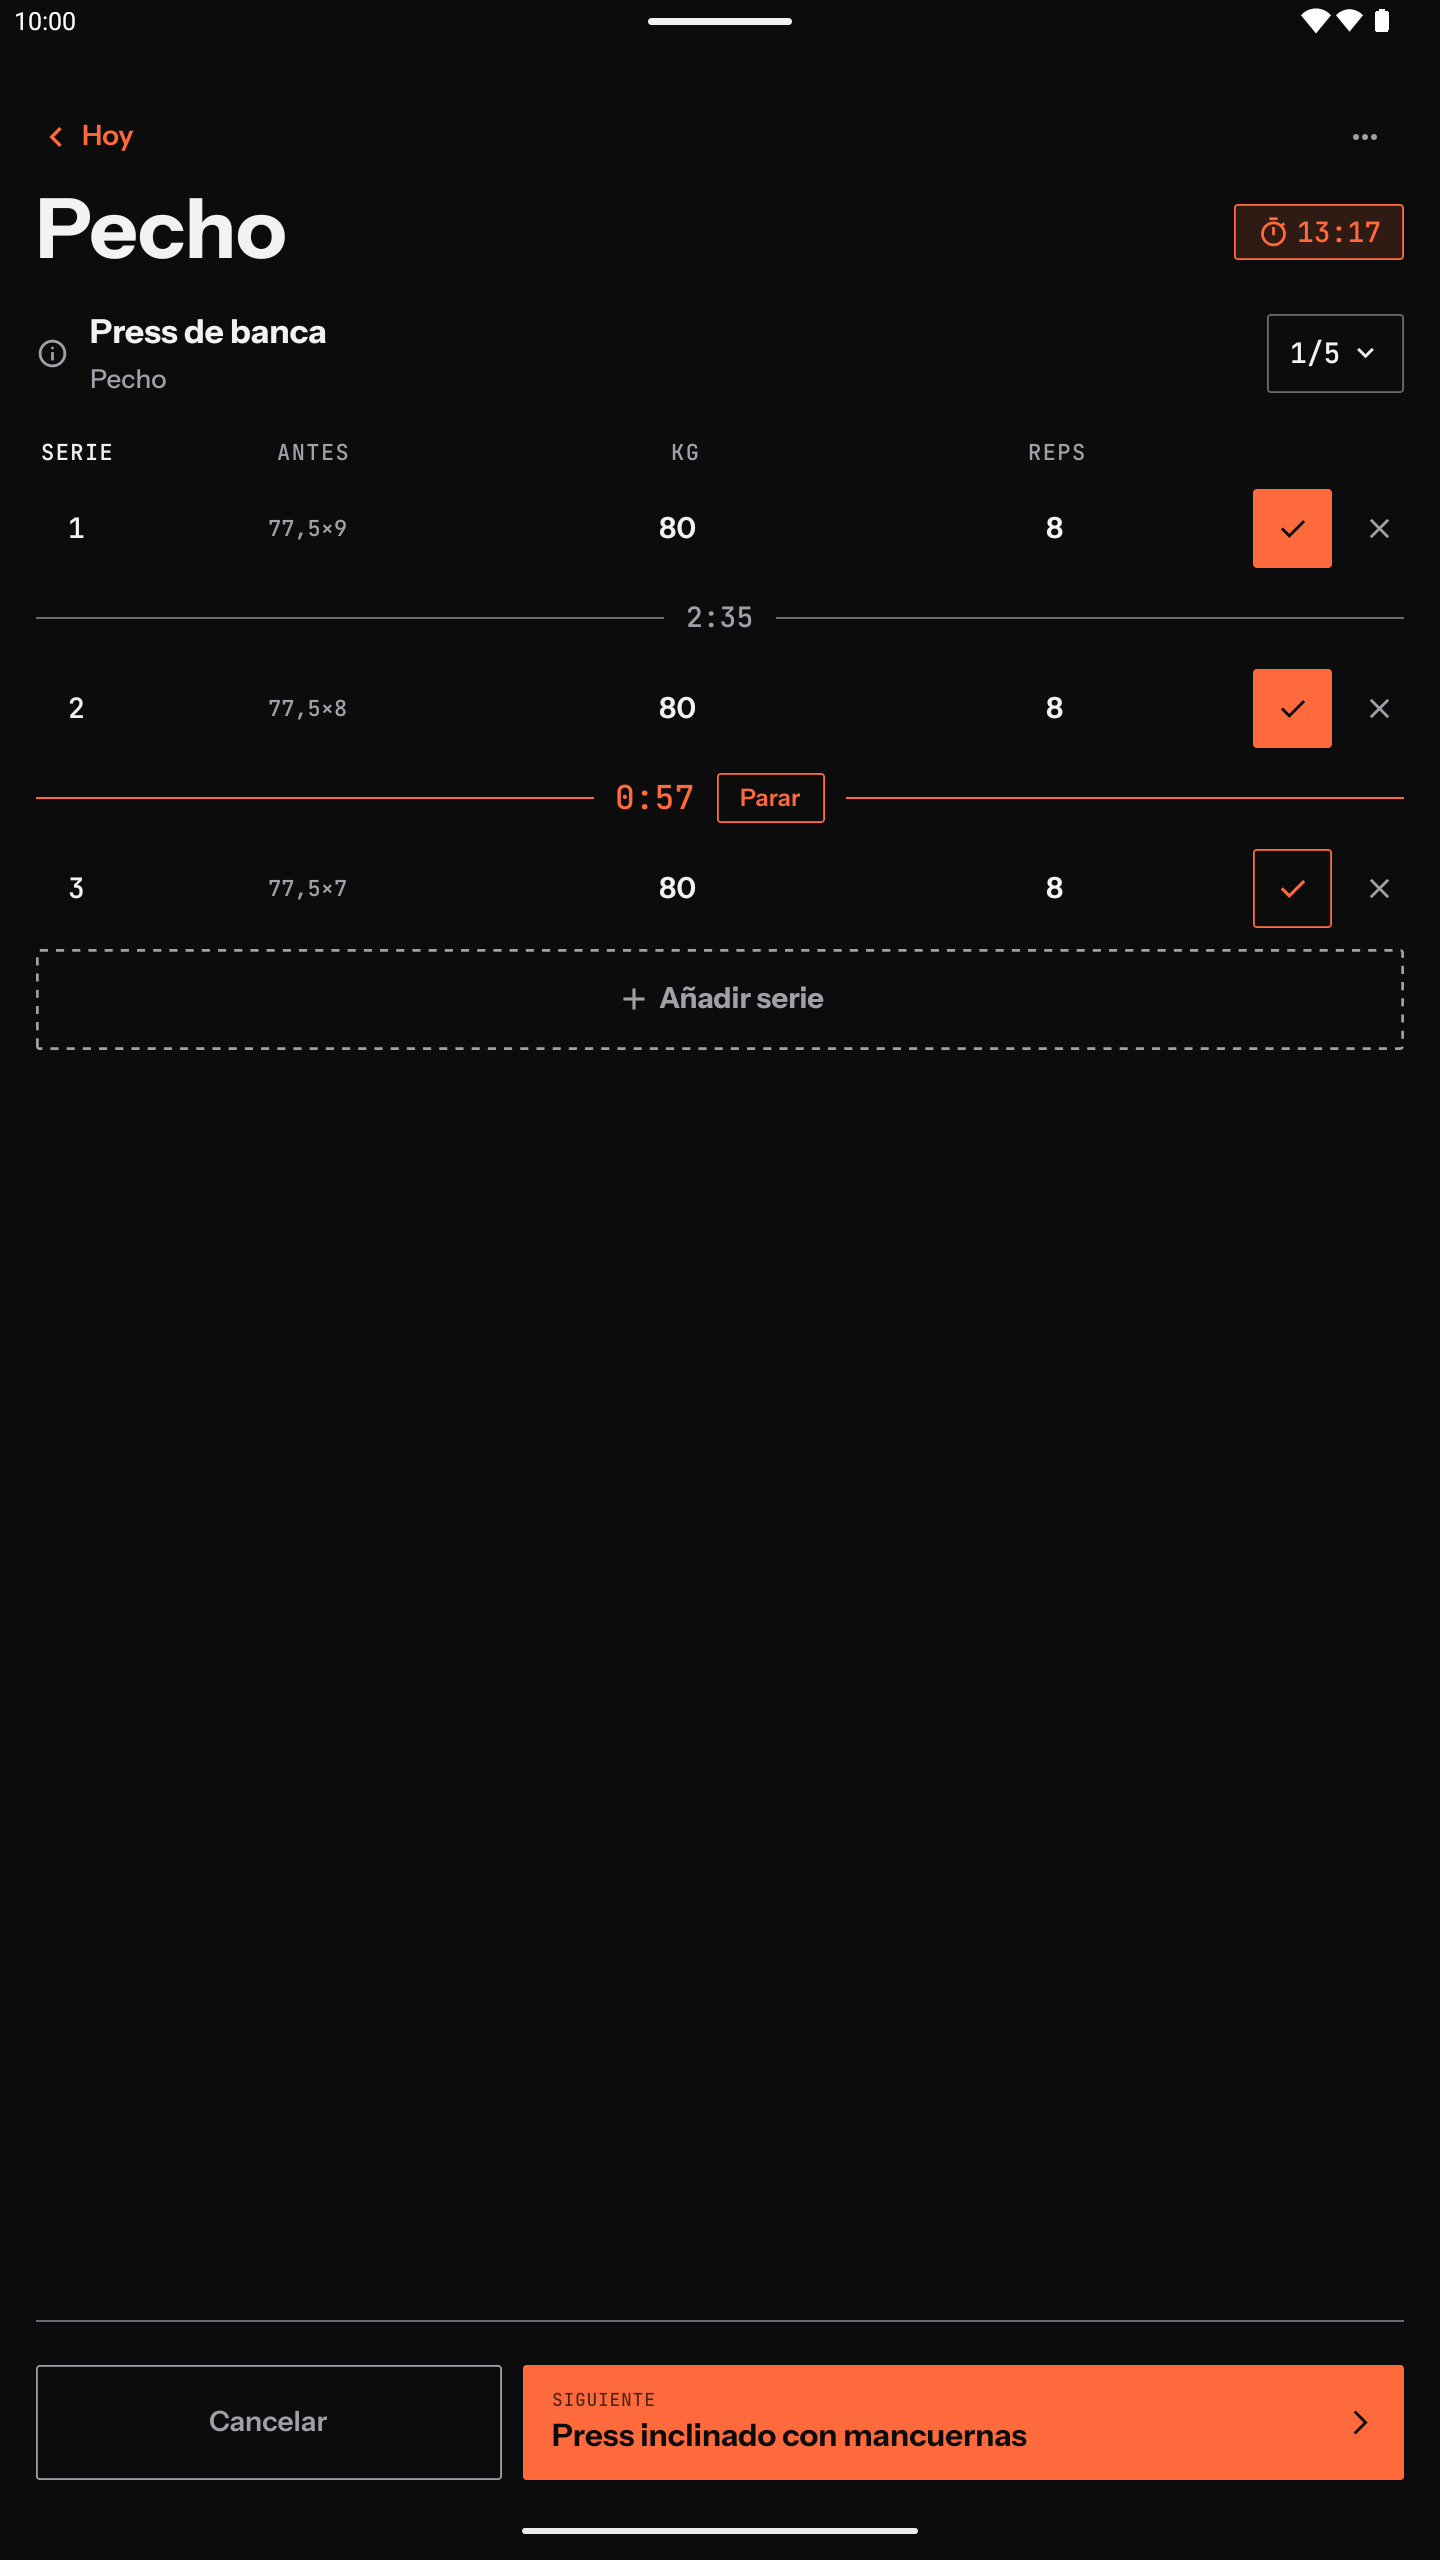 10:00
Hoy
Pecho
13:17
Press de banca
Pecho
1/5
SERIE ANTES KG REPS
1 77,5×9 80 8
2:35
2 77,5×8 80 8
0:57 Parar
3 77,5×7 80 8
+ Añadir serie
Cancelar
SIGUIENTE
Press inclinado con mancuernas